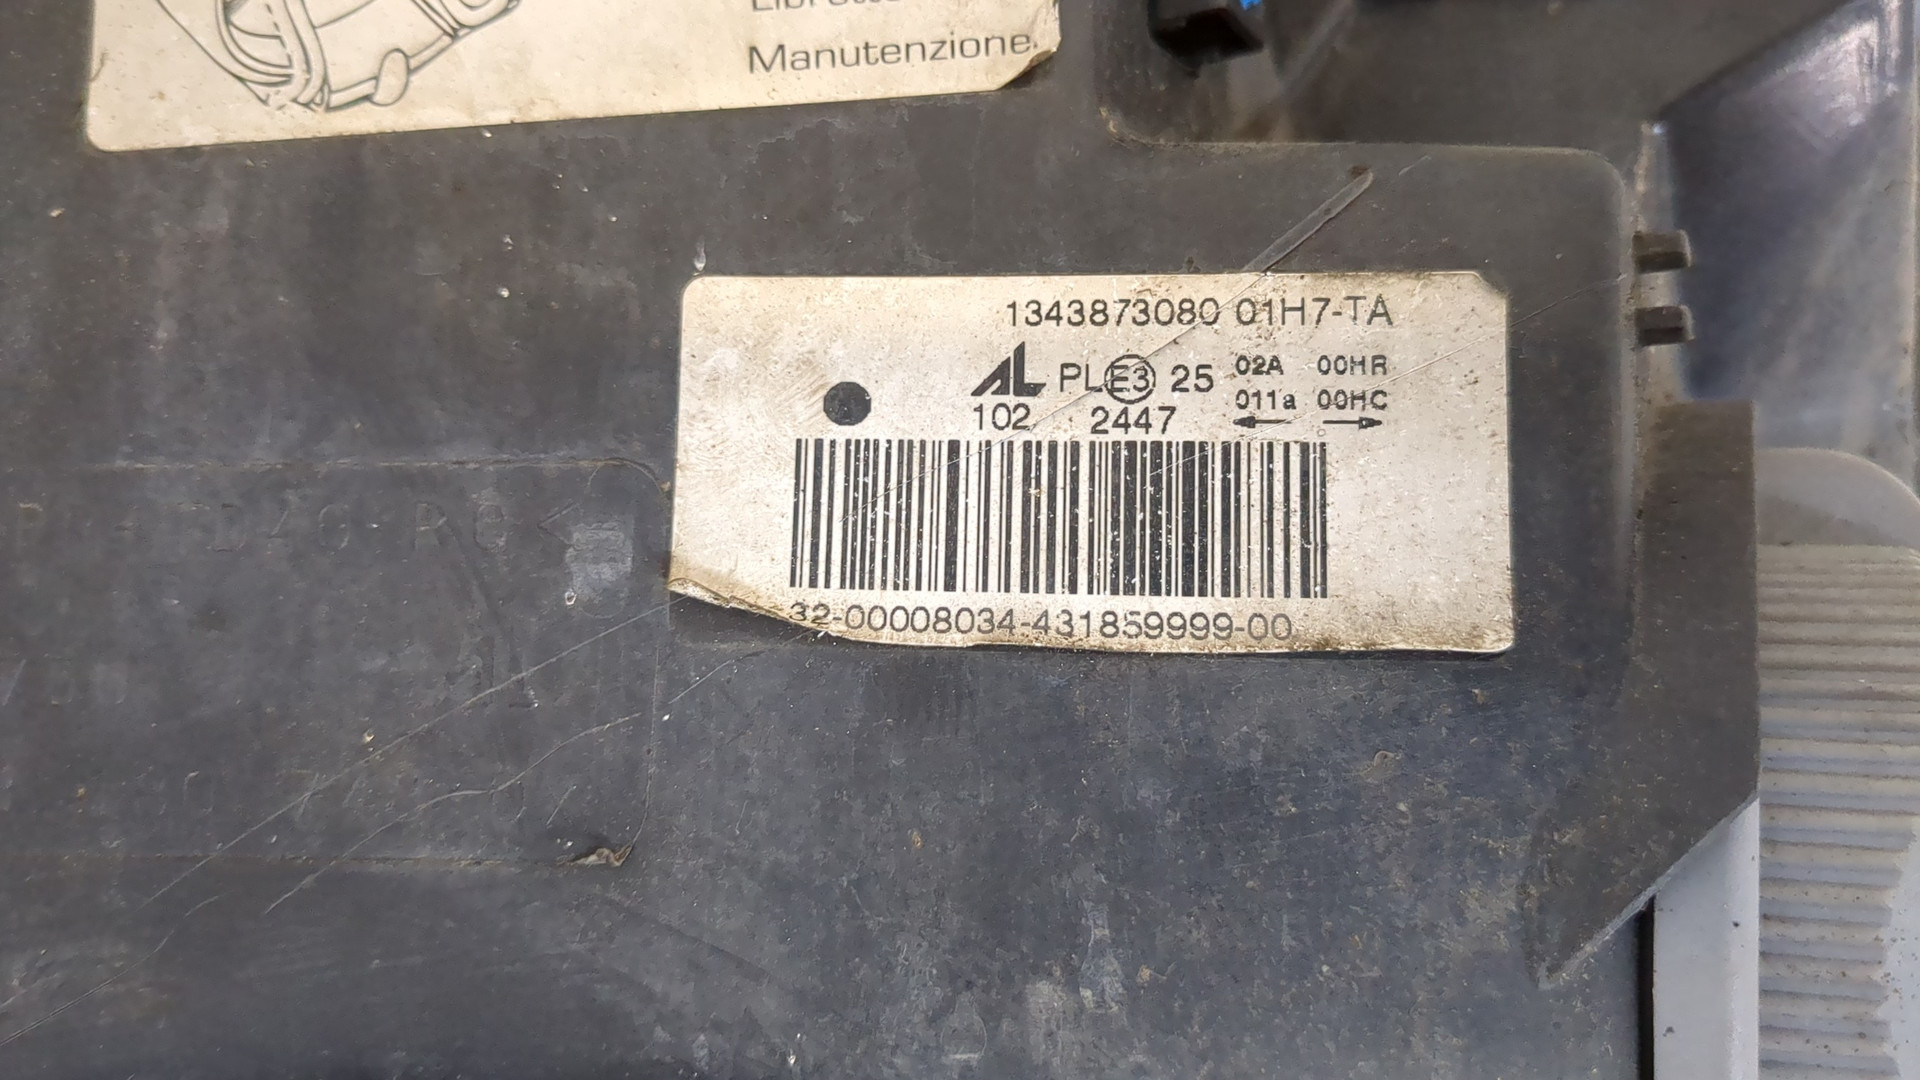 Manutenzione.
1343873080 01H7-TA
AL PL E3 25 02A 00HR
011a 00HC
102 2447
32-00008034-431859999-00